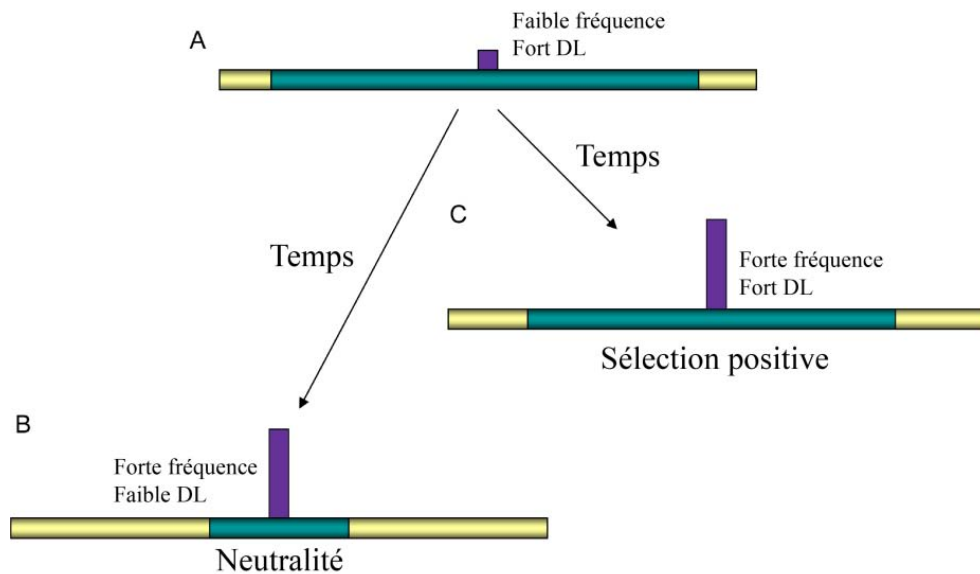 A
Faible fréquence
Fort DL
Temps
C
Temps
Forte fréquence
Fort DL
Sélection positive
B
Forte fréquence
Faible DL
Neutralité